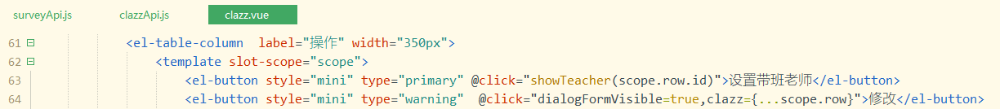 surveyApi.js clazzApi.js clazz.vue
61 <el-table-column  label="操作" width="350px">
62 <template slot-scope="scope">
63 <el-button style="mini" type="primary" @click="showTeacher(scope.row.id)">设置带班老师</el-button>
64 <el-button style="mini" type="warning"  @click="dialogFormVisible=true,clazz={...scope.row}">修改</el-button>